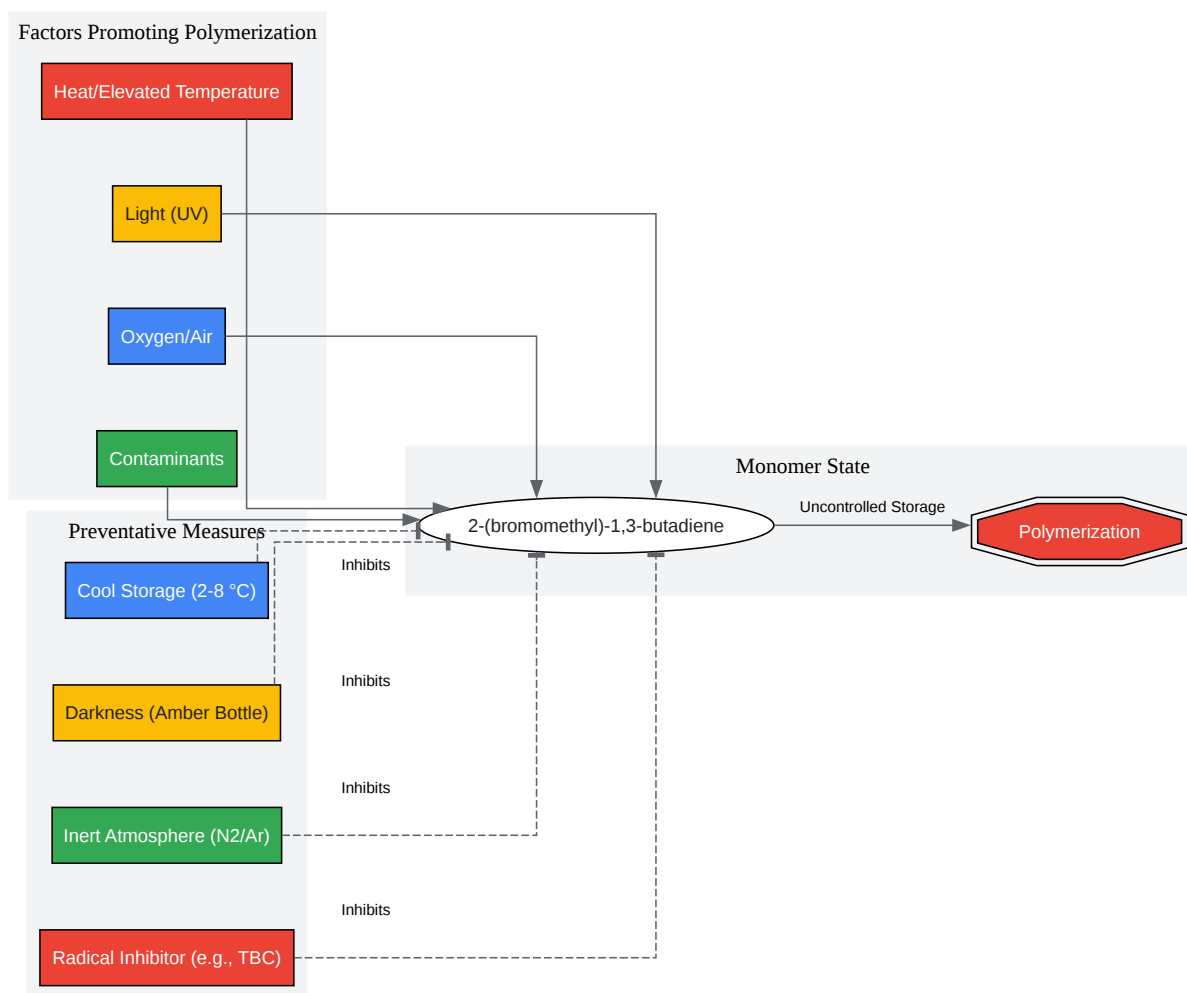 Factors Promoting Polymerization
Heat/Elevated Temperature
Light (UV)
Oxygen/Air
Contaminants
Monomer State
2-(bromomethyl)-1,3-butadiene
Uncontrolled Storage
Polymerization
Preventative Measures
Cool Storage (2-8 °C)
Inhibits
Darkness (Amber Bottle)
Inhibits
Inert Atmosphere (N2/Ar)
Inhibits
Radical Inhibitor (e.g., TBC)
Inhibits